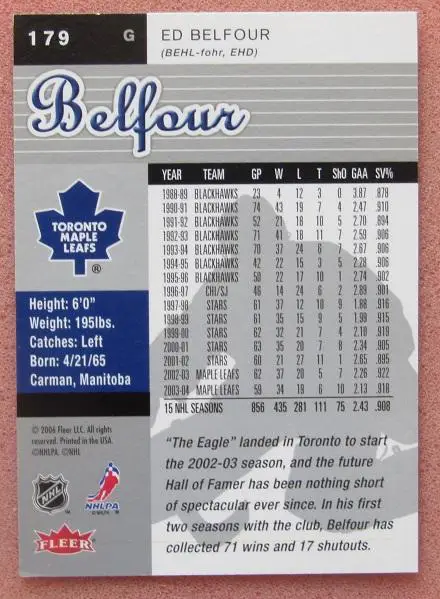 179 G ED BELFOUR
(BEHL-fohr, EHD)
Belfour
YEAR TEAM GP W L T ShO GAA SV%
1988-89 BLACKHAWKS 23 4 12 3 0 3.87 .878
1990-91 BLACKHAWKS 74 43 19 7 4 2.47 .910
1991-92 BLACKHAWKS 52 21 18 10 5 2.70 .894
1992-93 BLACKHAWKS 71 41 18 11 7 2.59 .906
1993-94 BLACKHAWKS 70 37 24 6 7 2.67 .906
1994-95 BLACKHAWKS 42 22 15 3 5 2.28 .906
1995-96 BLACKHAWKS 50 22 17 10 1 2.74 .902
1996-97 CHI/SJ 46 14 24 6 2 2.89 .901
1997-98 STARS 61 37 12 10 9 1.88 .916
1998-99 STARS 61 35 15 9 5 1.99 .915
1999-00 STARS 62 32 21 7 4 2.10 .919
2000-01 STARS 63 35 20 7 8 2.34 .905
2001-02 STARS 60 21 27 11 1 2.65 .895
2002-03 MAPLE LEAFS 62 37 20 5 7 2.26 .922
2003-04 MAPLE LEAFS 59 34 19 6 10 2.13 .918
15 NHL SEASONS 856 435 281 111 75 2.43 .908
TORONTO
MAPLE
LEAFS
®
Height: 6'0"
Weight: 195lbs.
Catches: Left
Born: 4/21/65
Carman, Manitoba
© 2006 Fleer LLC. All rights
reserved. Printed in the USA.
©NHLPA. ©NHL
NHL
NHLPA
FLEER
"The Eagle" landed in Toronto to start
the 2002-03 season, and the future
Hall of Famer has been nothing short
of spectacular ever since. In his first
two seasons with the club, Belfour has
collected 71 wins and 17 shutouts.